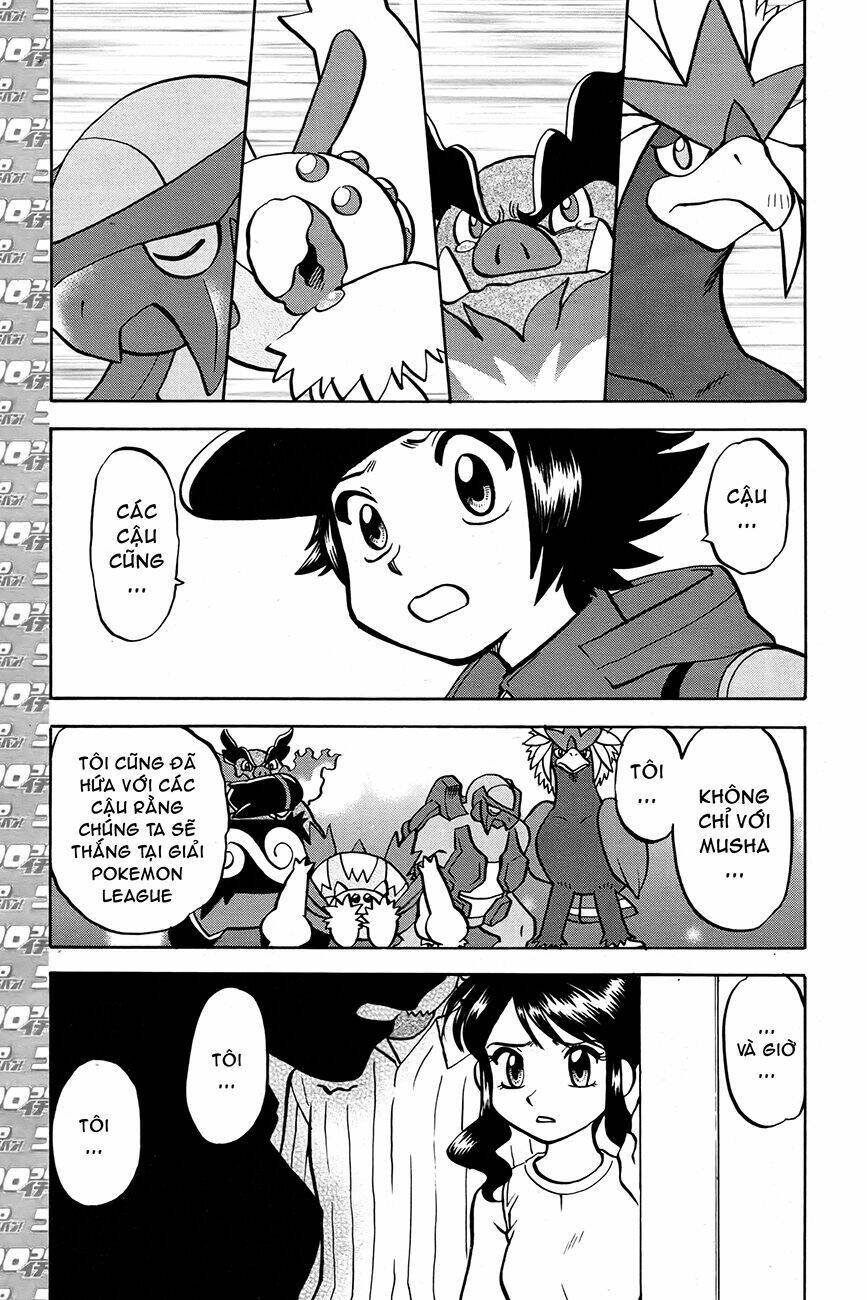 CẬU
...
CÁC
CẬU
CŨNG
...
KHÔNG
CHỈ VỚI
MUSHA
...
TÔI
...
TÔI CŨNG ĐÃ
HỨA VỚI CÁC
CẬU RẰNG
CHÚNG TA SẼ
THẮNG TẠI GIẢI
POKEMON
LEAGUE
...
VÀ GIỜ
...
TÔI
...
TÔI
...